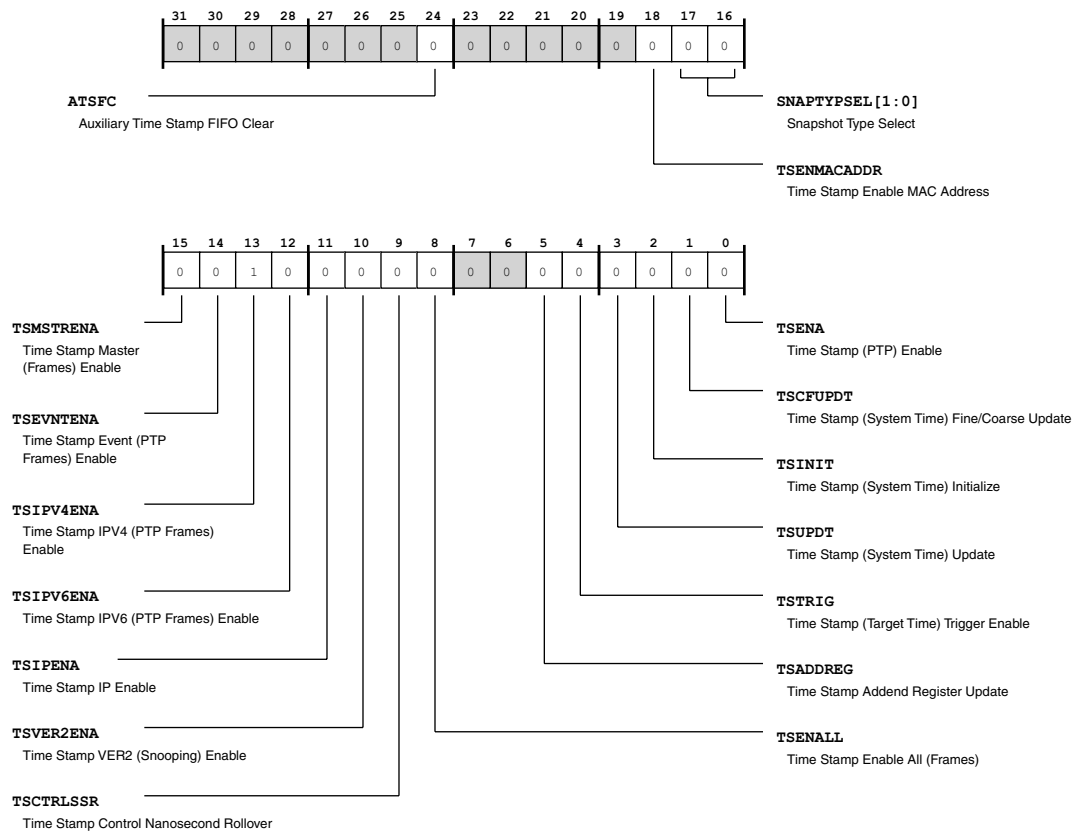 31 30 29 28 27 26 25 24 23 22 21 20 19 18 17 16
0 0 0 0 0 0 0 0 0 0 0 0 0 0 0 0
ATSFC
Auxiliary Time Stamp FIFO Clear
SNAPTYPSEL[1:0]
Snapshot Type Select
TSENMACADDR
Time Stamp Enable MAC Address
15 14 13 12 11 10 9 8 7 6 5 4 3 2 1 0
0 0 1 0 0 0 0 0 0 0 0 0 0 0 0 0
TSMSTRENA
Time Stamp Master
(Frames) Enable
TSEVNTENA
Time Stamp Event (PTP
Frames) Enable
TSIPV4ENA
Time Stamp IPV4 (PTP Frames)
Enable
TSIPV6ENA
Time Stamp IPV6 (PTP Frames) Enable
TSIPENA
Time Stamp IP Enable
TSVER2ENA
Time Stamp VER2 (Snooping) Enable
TSCTRLSSR
Time Stamp Control Nanosecond Rollover
TSENA
Time Stamp (PTP) Enable
TSCFUPDT
Time Stamp (System Time) Fine/Coarse Update
TSINIT
Time Stamp (System Time) Initialize
TSUPDT
Time Stamp (System Time) Update
TSTRIG
Time Stamp (Target Time) Trigger Enable
TSADDREG
Time Stamp Addend Register Update
TSENALL
Time Stamp Enable All (Frames)